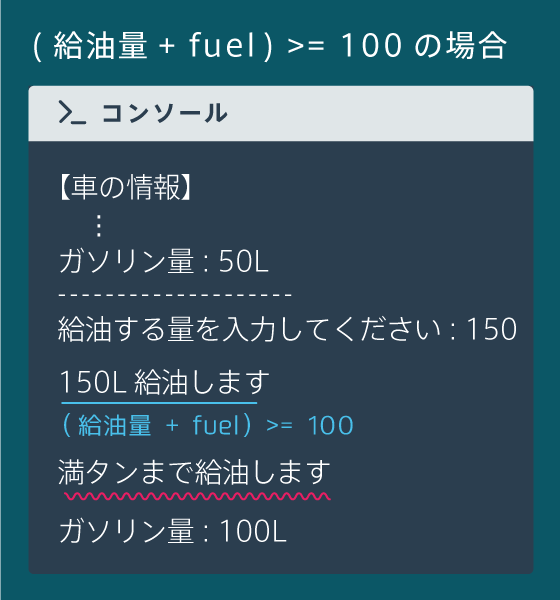 ( 給油量 + fuel ) >= 100 の場合
>_ コンソール
【車の情報】
⋮
ガソリン量 : 50L
--------------------
給油する量を入力してください : 150
150L 給油します
( 給油量 + fuel ) >= 100
満タンまで給油します
ガソリン量 : 100L